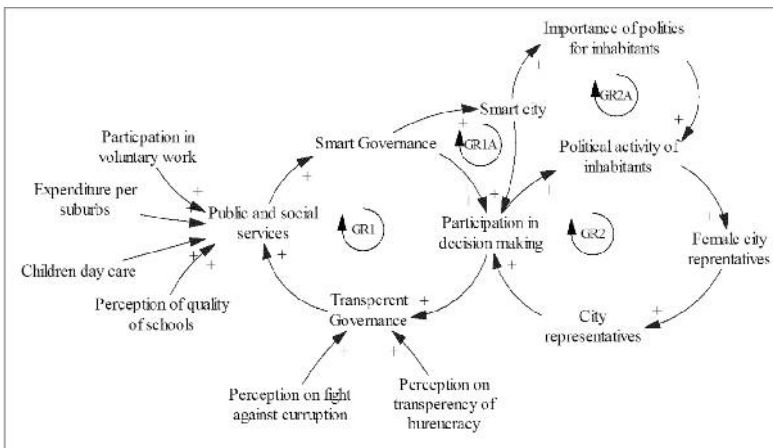 Importance of politics
for inhabitants
GR2A
Smart city
Particpation in
voluntary work
Smart Governance
GR1A
Political activity of
inhabitants
Expenditure per
suburbs
Public and social
services
GR1
Participation in
decision making
GR2
Female city
reprentatives
Children day care
Perception of quality
of schools
Transperent
Governance
City
representatives
Perception on fight
against curruption
Perception on
transperency of
bureucracy